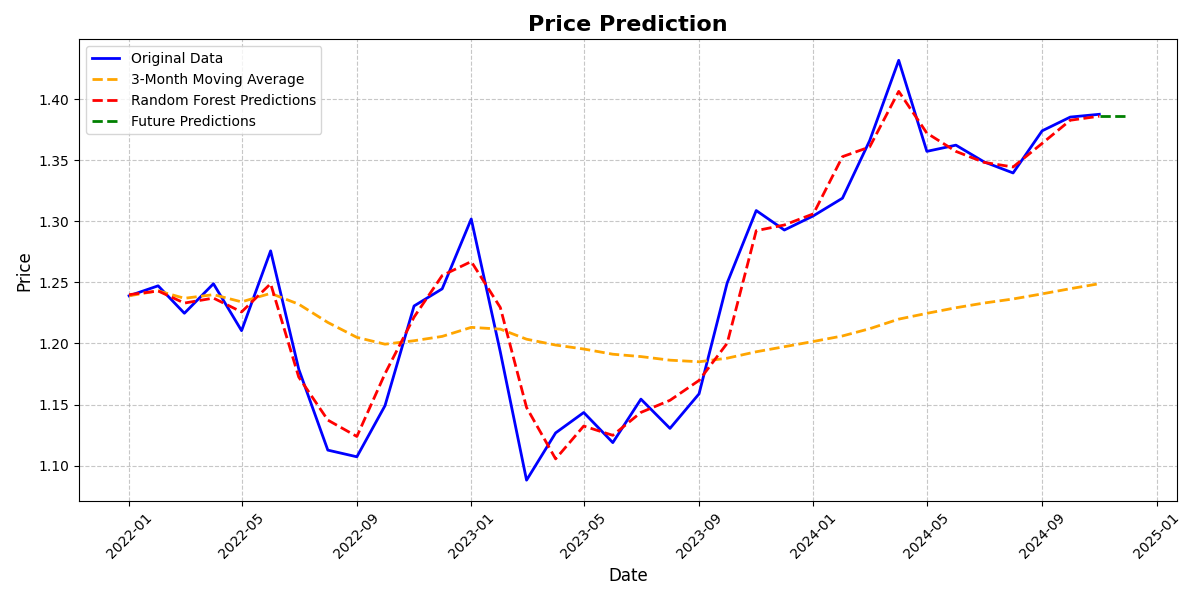 Price Prediction
Original Data
3-Month Moving Average
Random Forest Predictions
Future Predictions
Price
1.40
1.35
1.30
1.25
1.20
1.15
1.10
2022-01
2022-05
2022-09
2023-01
2023-05
2023-09
2024-01
2024-05
2024-09
2025-01
Date